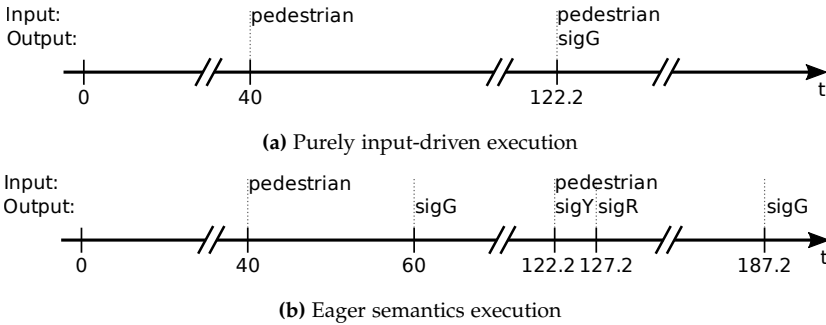 Input: pedestrian pedestrian
Output: sigG
0 40 122.2 t
(a) Purely input-driven execution
Input: pedestrian pedestrian
Output: sigG sigY sigR sigG
0 40 60 122.2 127.2 187.2 t
(b) Eager semantics execution